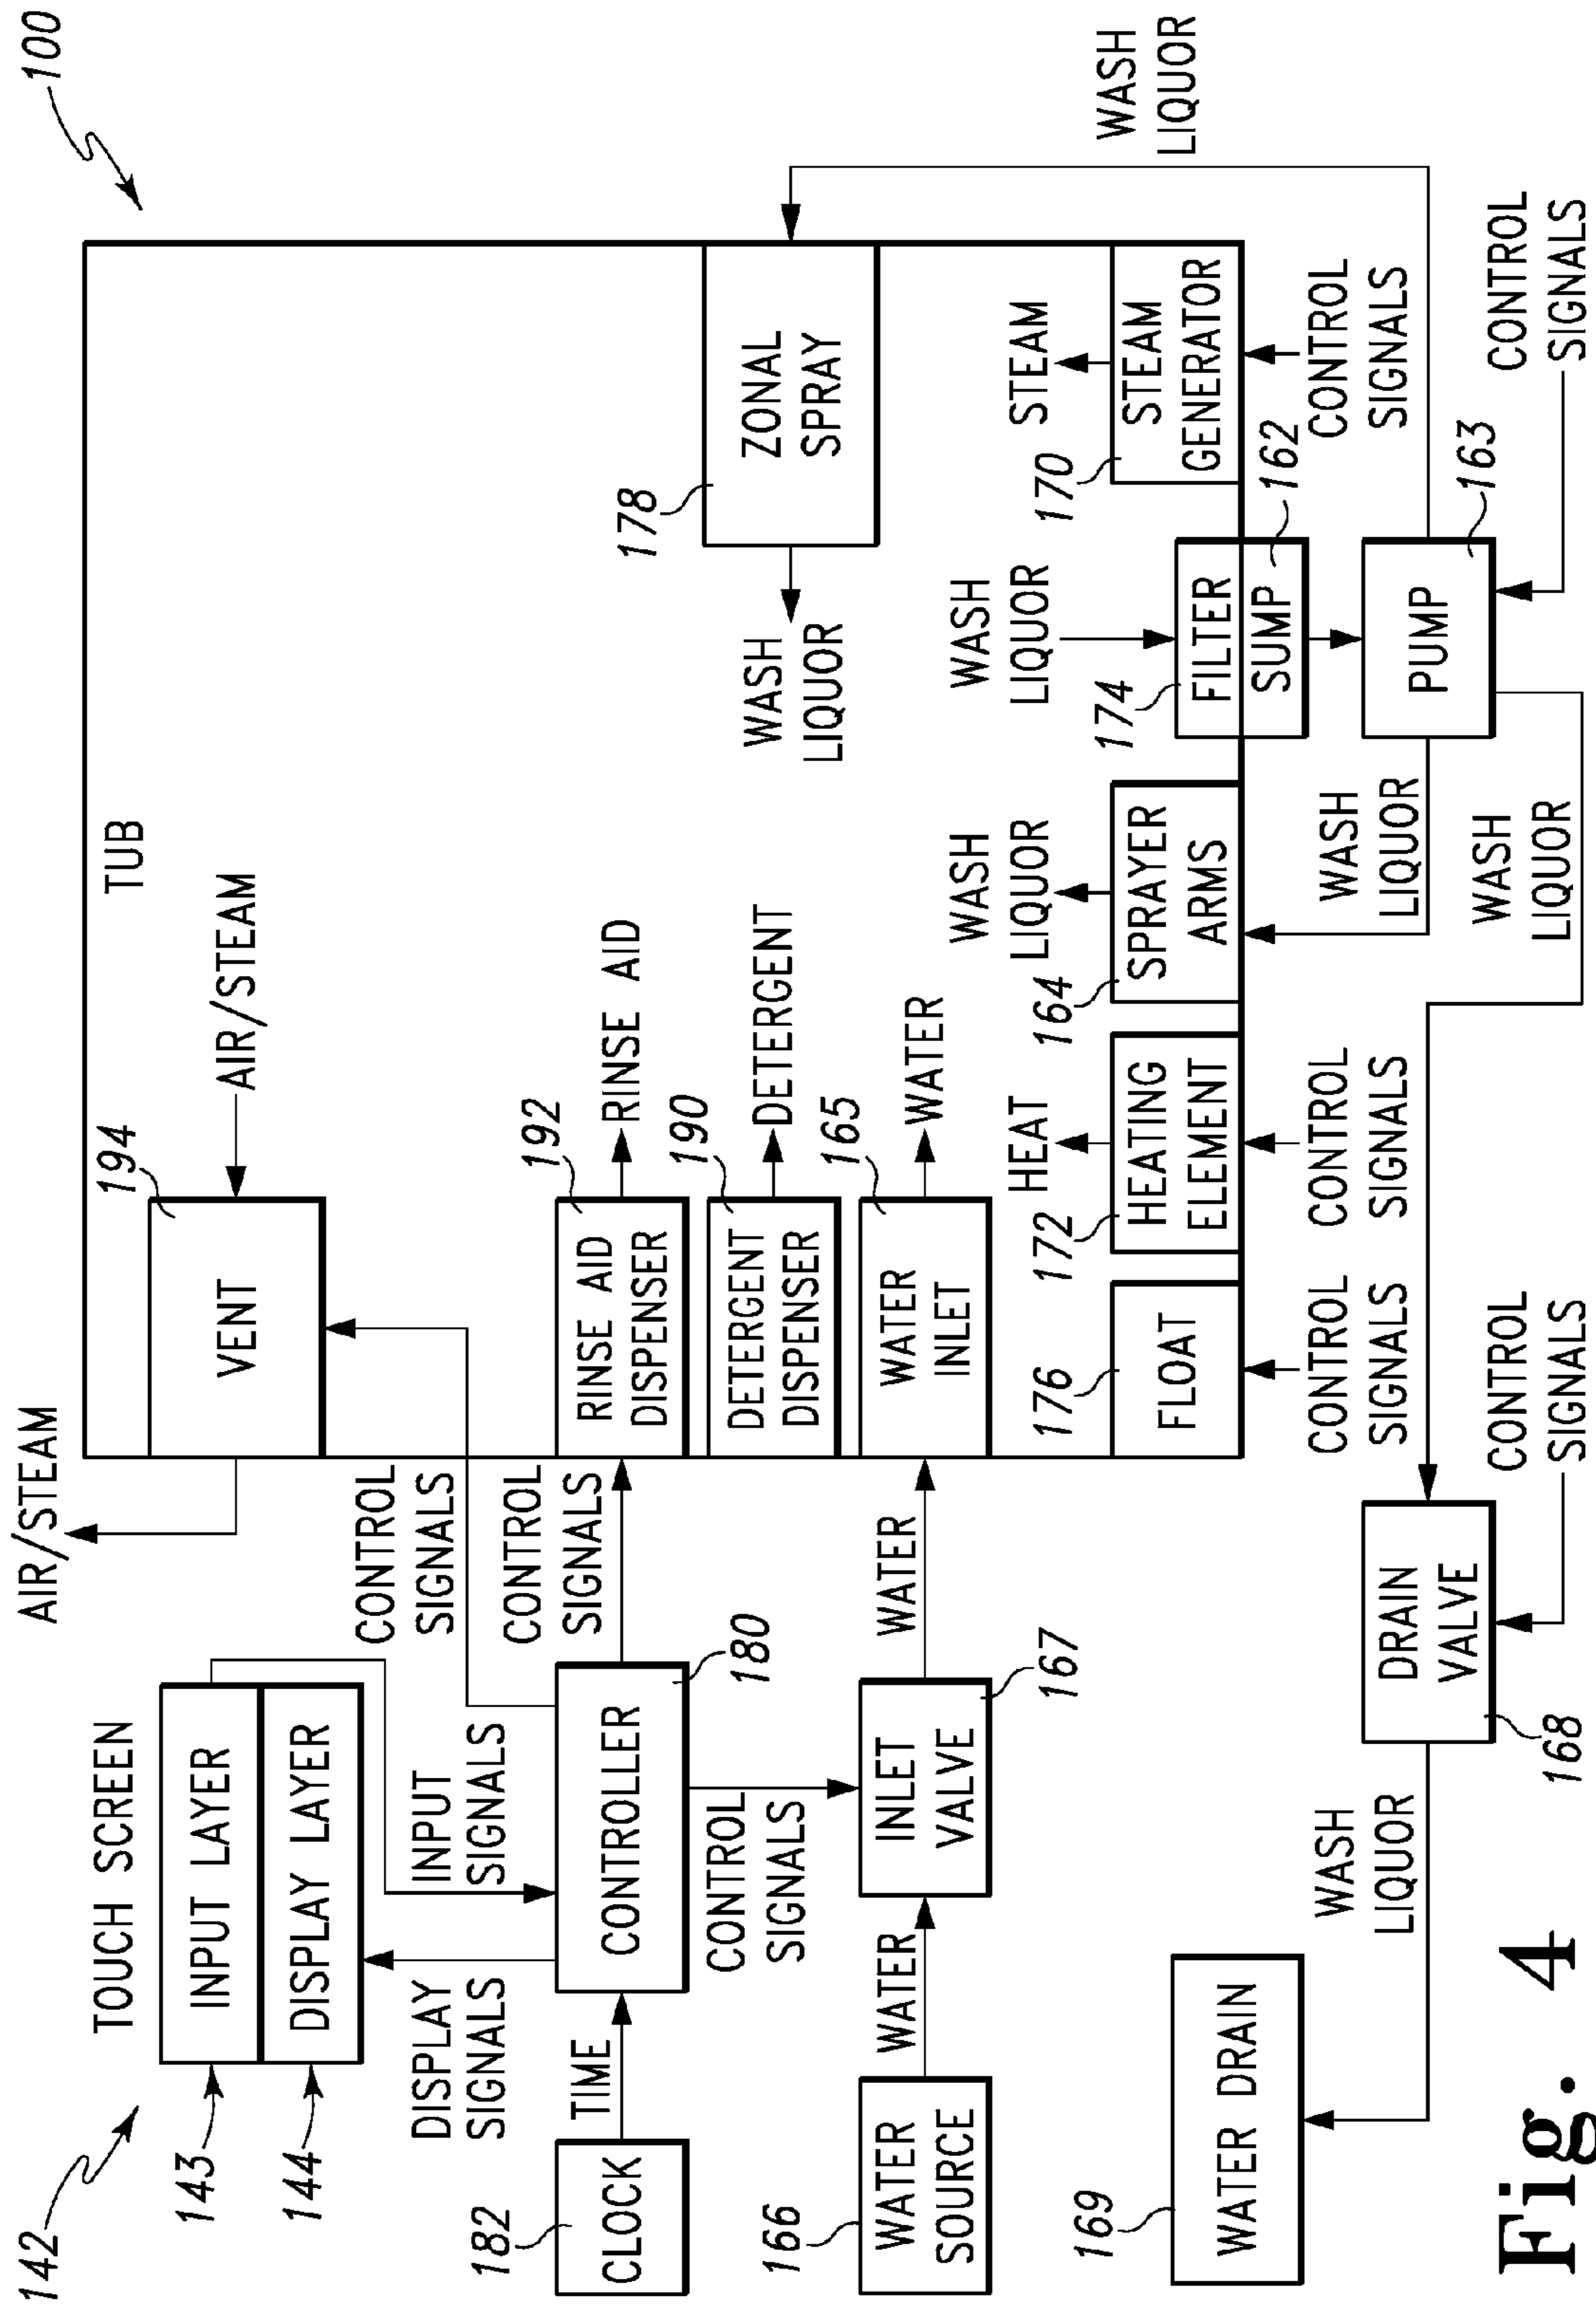 100
142
TOUCH SCREEN
143
INPUT LAYER
144
DISPLAY LAYER
AIR/STEAM
TUB
194
VENT
AIR/STEAM
CONTROL
SIGNALS
DISPLAY
SIGNALS
INPUT
SIGNALS
CONTROL
SIGNALS
182
CLOCK
TIME
CONTROLLER
180
192
RINSE AID
DISPENSER
RINSE AID
190
DETERGENT
DISPENSER
DETERGENT
178
ZONAL
SPRAY
WASH
LIQUOR
WASH
LIQUOR
CONTROL
SIGNALS
166
WATER
SOURCE
WATER
INLET
VALVE
167
WATER
165
WATER
INLET
WATER
HEAT
WASH
LIQUOR
WASH
LIQUOR
STEAM
176
FLOAT
172
HEATING
ELEMENT
164
SPRAYER
ARMS
174
FILTER
SUMP
162
170
STEAM
GENERATOR
CONTROL
SIGNALS
CONTROL
SIGNALS
WASH
LIQUOR
CONTROL
SIGNALS
169
WATER DRAIN
WASH
LIQUOR
DRAIN
VALVE
168
CONTROL
SIGNALS
WASH
LIQUOR
PUMP
163
CONTROL
SIGNALS
Fig. 4